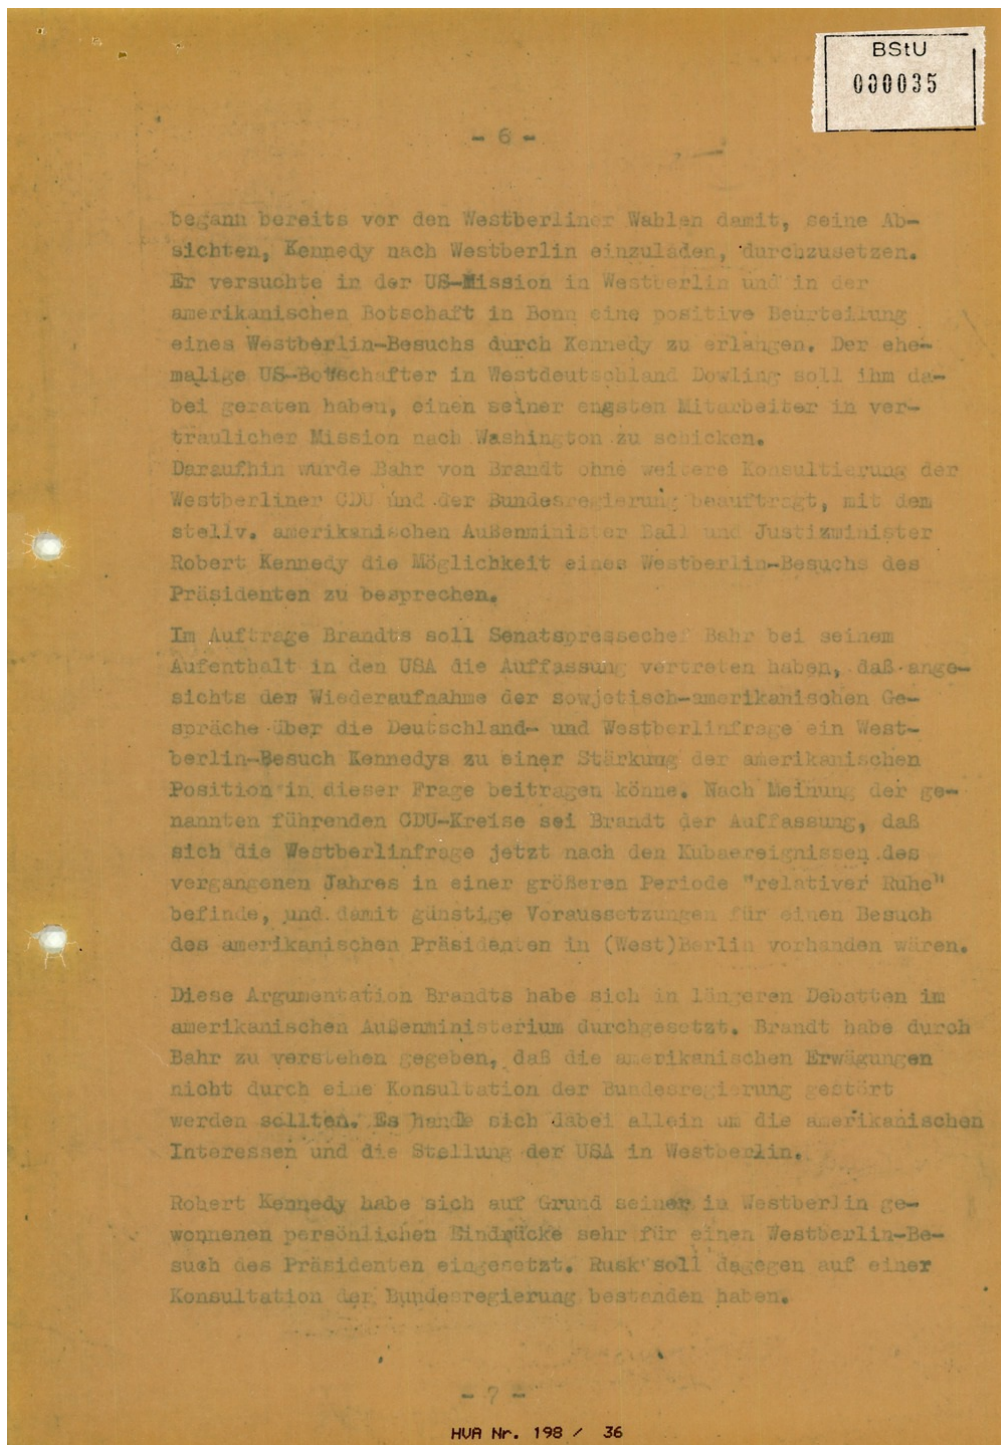 BStU
000035
- 6 -
begann bereits vor den Westberliner Wahlen damit, seine Ab-
sichten, Kennedy nach Westberlin einzuladen, durchzusetzen.
Er versuchte in der US-Mission in Westberlin und in der
amerikanischen Botschaft in Bonn eine positive Beurteilung
eines Westberlin-Besuchs durch Kennedy zu erlangen. Der ehe-
malige US-Botschafter in Westdeutschland Dowling soll ihm da-
bei geraten haben, einen seiner engsten Mitarbeiter in ver-
traulicher Mission nach Washington zu schicken.
Daraufhin wurde Bahr von Brandt ohne weitere Konsultierung der
Westberliner CDU und der Bundesregierung beauftragt, mit dem
stellv. amerikanischen Außenminister Ball und Justizminister
Robert Kennedy die Möglichkeit eines Westberlin-Besuchs des
Präsidenten zu besprechen.
Im Auftrage Brandts soll Senatspressechef Bahr bei seinem
Aufenthalt in den USA die Auffassung vertreten haben, daß ange-
sichts der Wiederaufnahme der sowjetisch-amerikanischen Ge-
spräche über die Deutschland- und Westberlinfrage ein West-
berlin-Besuch Kennedys zu einer Stärkung der amerikanischen
Position in dieser Frage beitragen könne. Nach Meinung der ge-
nannten führenden CDU-Kreise sei Brandt der Auffassung, daß
sich die Westberlinfrage jetzt nach den Kubaereignissen des
vergangenen Jahres in einer größeren Periode "relativer Ruhe"
befinde, und damit günstige Voraussetzungen für einen Besuch
des amerikanischen Präsidenten in (West)Berlin vorhanden wären.
Diese Argumentation Brandts habe sich in längeren Debatten im
amerikanischen Außenministerium durchgesetzt. Brandt habe durch
Bahr zu verstehen gegeben, daß die amerikanischen Erwägungen
nicht durch eine Konsultation der Bundesregierung gestört
werden sollten. Es hande sich dabei allein um die amerikanischen
Interessen und die Stellung der USA in Westberlin.
Robert Kennedy habe sich auf Grund seiner in Westberlin ge-
wonnenen persönlichen Eindrücke sehr für einen Westberlin-Be-
such des Präsidenten eingesetzt. Rusk soll dagegen auf einer
Konsultation der Bundesregierung bestanden haben.
- 7 -
HVA Nr. 198 / 36